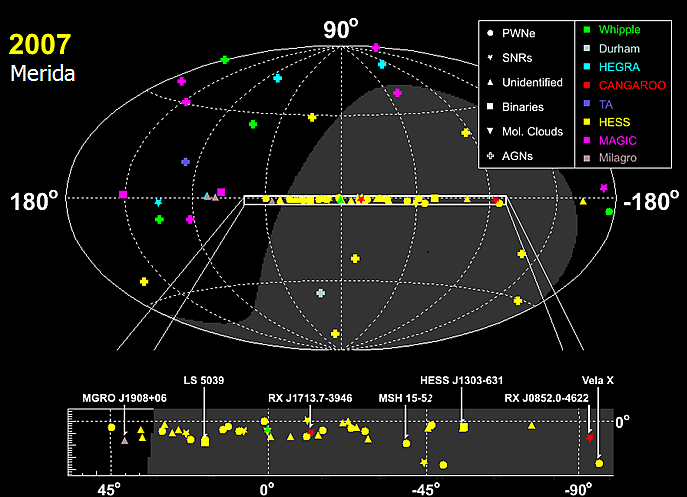 2007
Merida
90°
180°
-180°
PWNe
SNRs
Unidentified
Binaries
Mol. Clouds
AGNs
Whipple
Durham
HEGRA
CANGAROO
TA
HESS
MAGIC
Milagro
LS 5039
HESS J1303-631
Vela X
MGRO J1908+06
RX J1713.7-3946
MSH 15-52
RX J0852.0-4622
0°
45°
0°
-45°
-90°